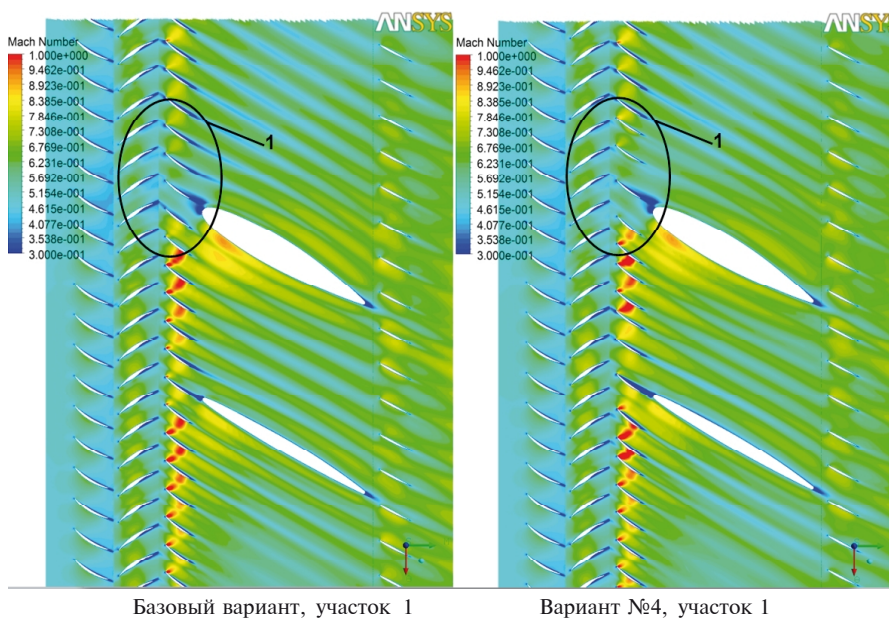 ANSYS
Mach Number
1.000e+000
9.462e-001
8.923e-001
8.385e-001
7.846e-001
7.308e-001
6.769e-001
6.231e-001
5.692e-001
5.154e-001
4.615e-001
4.077e-001
3.538e-001
3.000e-001
1
ANSYS
Mach Number
1.000e+000
9.462e-001
8.923e-001
8.385e-001
7.846e-001
7.308e-001
6.769e-001
6.231e-001
5.692e-001
5.154e-001
4.615e-001
4.077e-001
3.538e-001
3.000e-001
1
Базовый вариант, участок 1
Вариант №4, участок 1